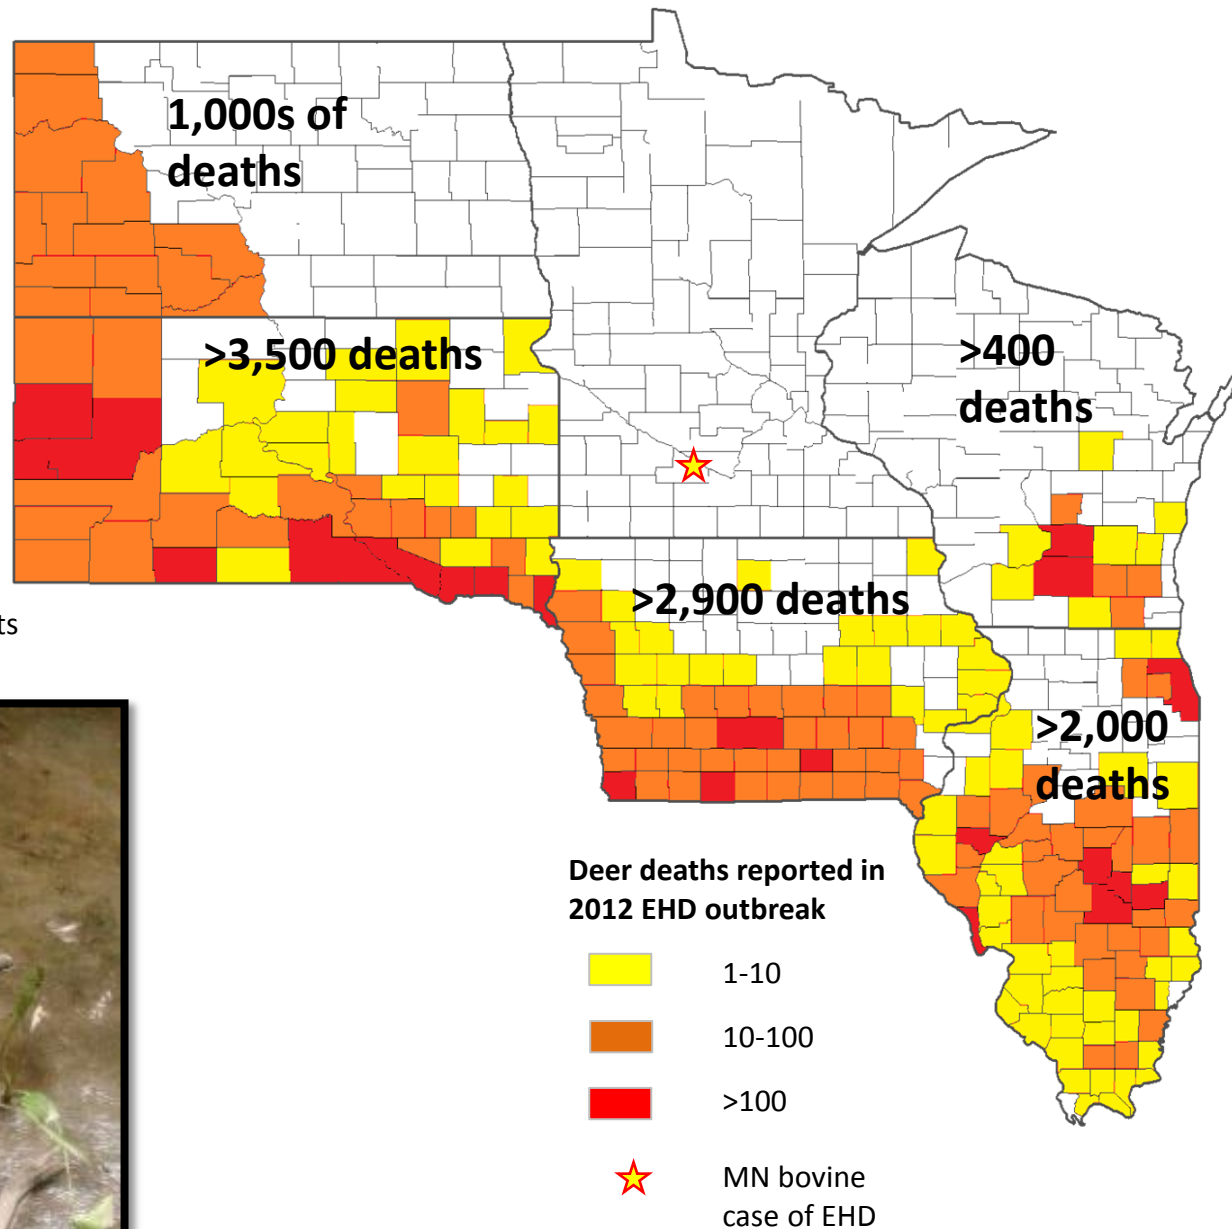 1,000s of
deaths
>3,500 deaths
>400
deaths
>2,900 deaths
ts
>2,000
deaths
Deer deaths reported in
2012 EHD outbreak
1-10
10-100
>100
MN bovine
case of EHD